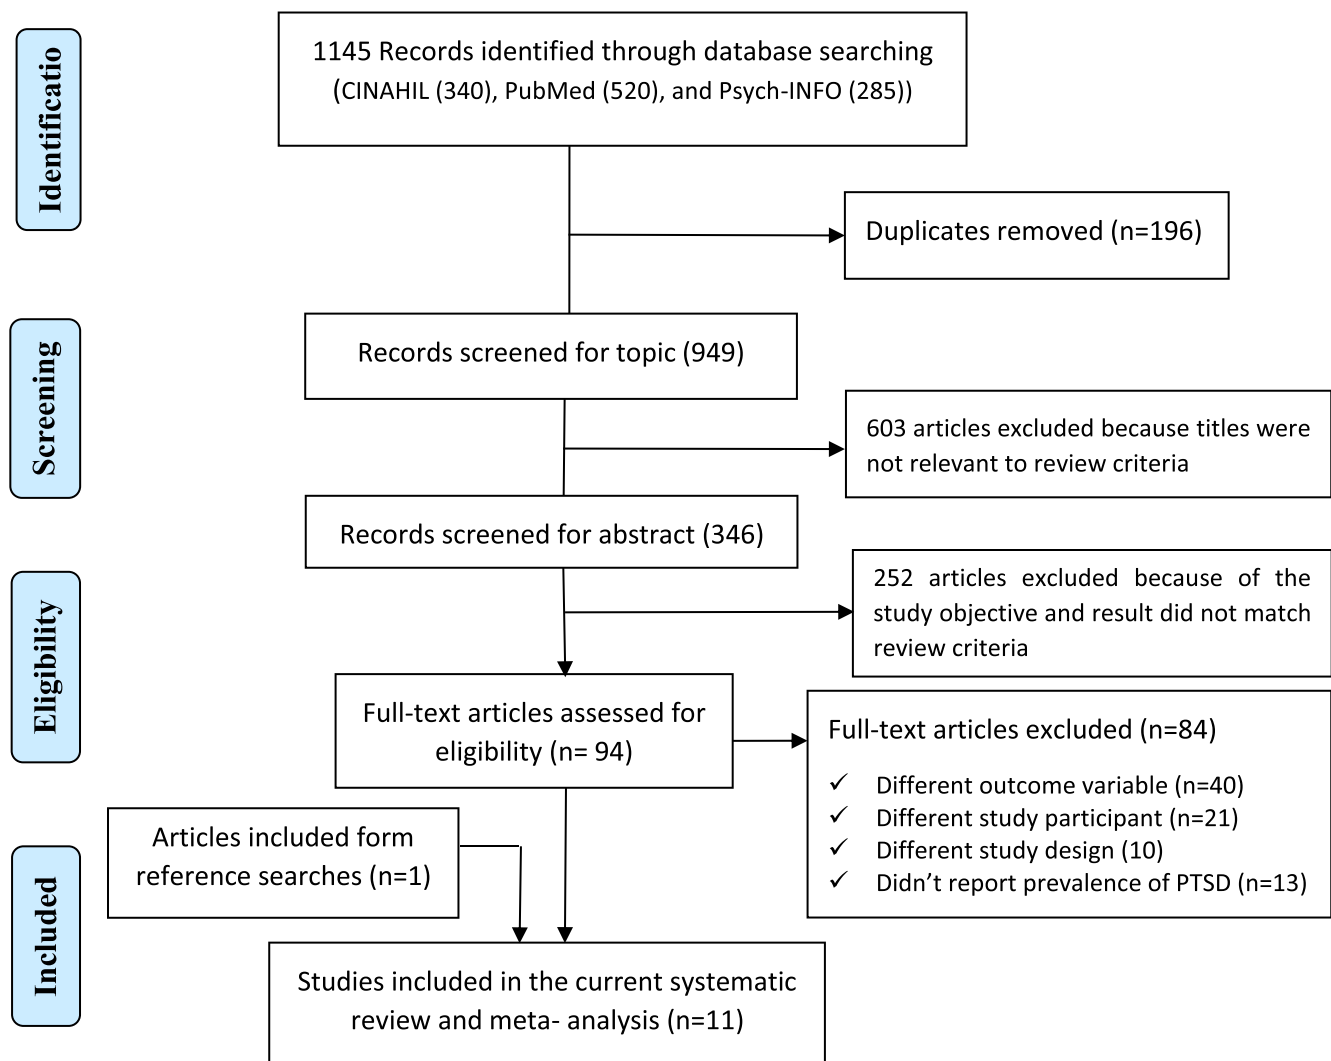 Identificatio
1145 Records identified through database searching
(CINAHIL (340), PubMed (520), and Psych-INFO (285))
Duplicates removed (n=196)
Screening
Records screened for topic (949)
603 articles excluded because titles were
not relevant to review criteria
Records screened for abstract (346)
252 articles excluded because of the
study objective and result did not match
review criteria
Eligibility
Full-text articles assessed for
eligibility (n= 94)
Full-text articles excluded (n=84)
✓ Different outcome variable (n=40)
✓ Different study participant (n=21)
✓ Different study design (10)
✓ Didn’t report prevalence of PTSD (n=13)
Included
Articles included form
reference searches (n=1)
Studies included in the current systematic
review and meta- analysis (n=11)